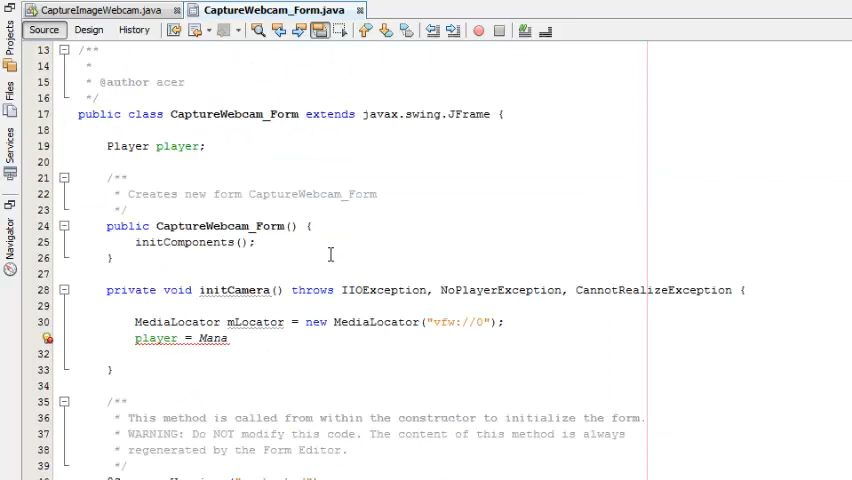 CaptureImageWebcam.java
CaptureWebcam_Form.java
Source Design History
Projects
Files
Services
Navigator
13 /**
14 *
15 * @author acer
16 */
17 public class CaptureWebcam_Form extends javax.swing.JFrame {
18
19 Player player;
20
21 /**
22 * Creates new form CaptureWebcam_Form
23 */
24 public CaptureWebcam_Form() {
25 initComponents();
26 }
27
28 private void initCamera() throws IIOException, NoPlayerException, CannotRealizeException {
29
30 MediaLocator mLocator = new MediaLocator("vfw://0");
player = Mana
32
33 }
34
35 /**
36 * This method is called from within the constructor to initialize the form.
37 * WARNING: Do NOT modify this code. The content of this method is always
38 * regenerated by the Form Editor.
39 */